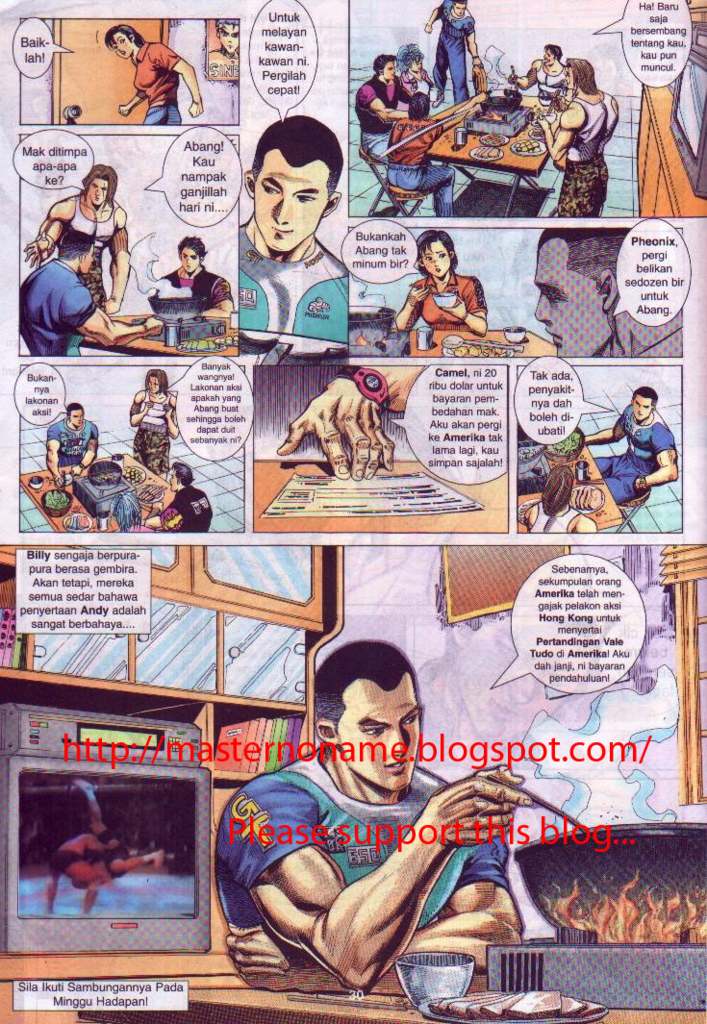 Baik-
lah!
SINE
Untuk
melayan
kawan-
kawan ni.
Pergilah
cepat!
Ha! Baru
saja
bersembang
tentang kau,
kau pun
muncul.
Mak ditimpa
apa-apa
ke?
Abang!
Kau
nampak
ganjillah
hari ni....
Bukankah
Abang tak
minum bir?
Pheonix,
pergi
belikan
sedozen bir
untuk
Abang.
Bukan-
nya
lakonan
aksi!
Banyak
wangnya!
Lakonan aksi
apakah yang
Abang buat
sehingga boleh
dapat duit
sebanyak ni?
Camel, ni 20
ribu dolar untuk
bayaran pem-
bedahan mak.
Aku akan pergi
ke Amerika tak
lama lagi, kau
simpan sajalah!
Tak ada,
penyakit-
nya dah
boleh di-
ubati!
Billy sengaja berpura-
pura berasa gembira.
Akan tetapi, mereka
semua sedar bahawa
penyertaan Andy adalah
sangat berbahaya....
Sebenarnya,
sekumpulan orang
Amerika telah men-
gajak pelakon aksi
Hong Kong untuk
menyertai
Pertandingan Vale
Tudo di Amerika! Aku
dah janji, ni bayaran
pendahuluan!
http://masternoname.blogspot.com/
Please support this blog...
Sila Ikuti Sambungannya Pada
Minggu Hadapan!
30